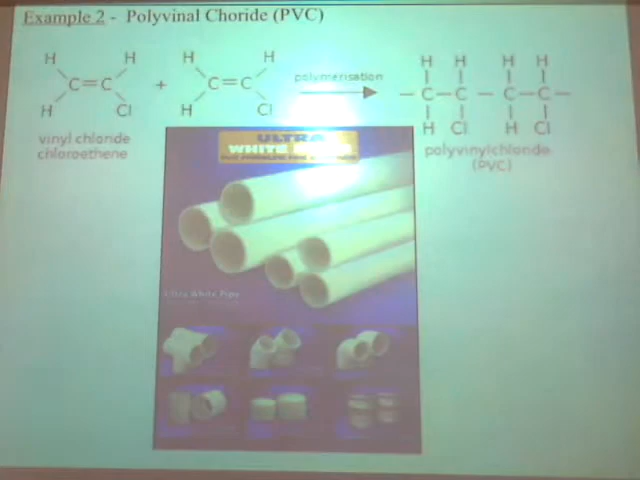 Example 2 - Polyvinal Choride (PVC)
H H H H H H H H
C=C + C=C polymerisation C C C C
H Cl H Cl H Cl H Cl
vinyl chloride
chloroethene
polyvinylchloride
(PVC)
ULTRA
WHITE
Ultra White Pipe